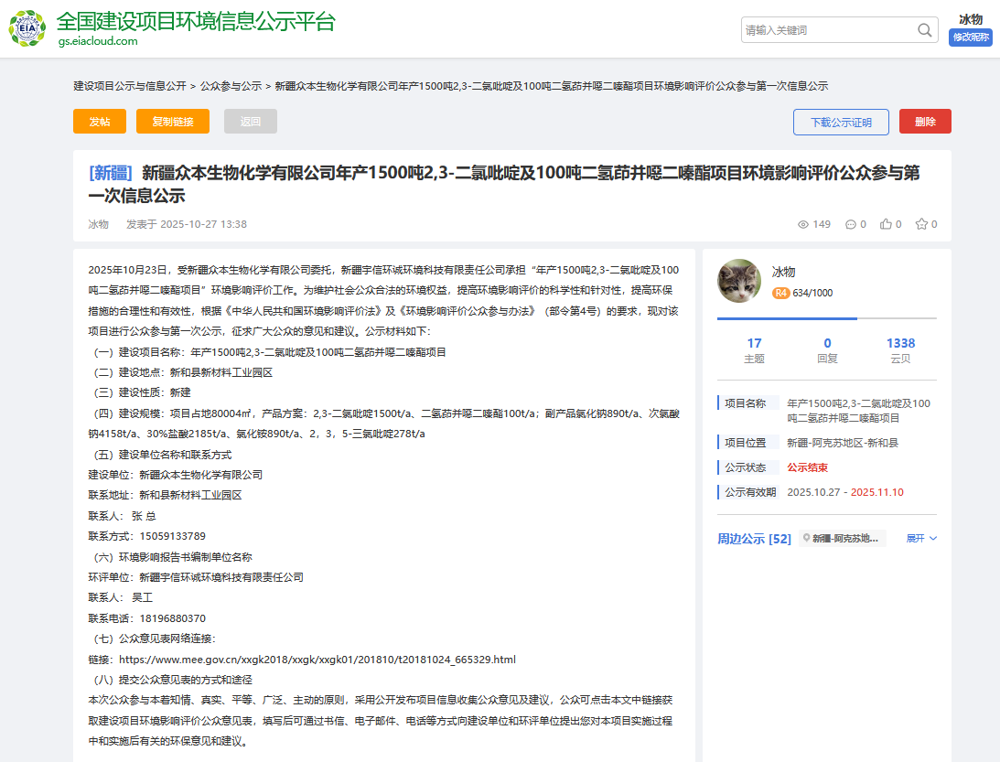 EIA
全国建设项目环境信息公示平台
gs.eiacloud.com
请输入关键词
冰物
修改昵称
建设项目公示与信息公开 > 公众参与公示 > 新疆众本生物化学有限公司年产1500吨2,3-二氯吡啶及100吨二氢茚并噁二嗪酯项目环境影响评价公众参与第一次信息公示
发帖
复制链接
返回
下载公示证明
删除
[新疆] 新疆众本生物化学有限公司年产1500吨2,3-二氯吡啶及100吨二氢茚并噁二嗪酯项目环境影响评价公众参与第
一次信息公示
冰物 发表于 2025-10-27 13:38
149 0 0 0
2025年10月23日，受新疆众本生物化学有限公司委托，新疆宇信环诚环境科技有限责任公司承担“年产1500吨2,3-二氯吡啶及100
吨二氢茚并噁二嗪酯项目”环境影响评价工作。为维护社会公众合法的环境权益，提高环境影响评价的科学性和针对性，提高环保
措施的合理性和有效性，根据《中华人民共和国环境影响评价法》及《环境影响评价公众参与办法》（部令第4号）的要求，现对该
项目进行公众参与第一次公示，征求广大公众的意见和建议。公示材料如下：
（一）建设项目名称：年产1500吨2,3-二氯吡啶及100吨二氢茚并噁二嗪酯项目
（二）建设地点：新和县新材料工业园区
（三）建设性质：新建
（四）建设规模：项目占地80004㎡，产品方案：2,3-二氯吡啶1500t/a、二氢茚并噁二嗪酯100t/a；副产品氯化钠890t/a、次氯酸
钠4158t/a、30%盐酸2185t/a、氯化铵890t/a、2，3，5-三氯吡啶278t/a
（五）建设单位名称和联系方式
建设单位：新疆众本生物化学有限公司
联系地址：新和县新材料工业园区
联系人： 张 总
联系方式：15059133789
（六）环境影响报告书编制单位名称
环评单位：新疆宇信环诚环境科技有限责任公司
联系人： 吴工
联系电话：18196880370
（七）公众意见表网络连接：
链接：https://www.mee.gov.cn/xxgk2018/xxgk/xxgk01/201810/t20181024_665329.html
（八）提交公众意见表的方式和途径
本次公众参与本着知情、真实、平等、广泛、主动的原则，采用公开发布项目信息收集公众意见及建议，公众可点击本文中链接获
取建设项目环境影响评价公众意见表，填写后可通过书信、电子邮件、电话等方式向建设单位和环评单位提出您对本项目实施过程
中和实施后有关的环保意见和建议。
冰物
R4 634/1000
17 0 1338
主题 回复 云贝
项目名称 年产1500吨2,3-二氯吡啶及100
吨二氢茚并噁二嗪酯项目
项目位置 新疆-阿克苏地区-新和县
公示状态 公示结束
公示有效期 2025.10.27 - 2025.11.10
周边公示 [52] 新疆-阿克苏地... 展开